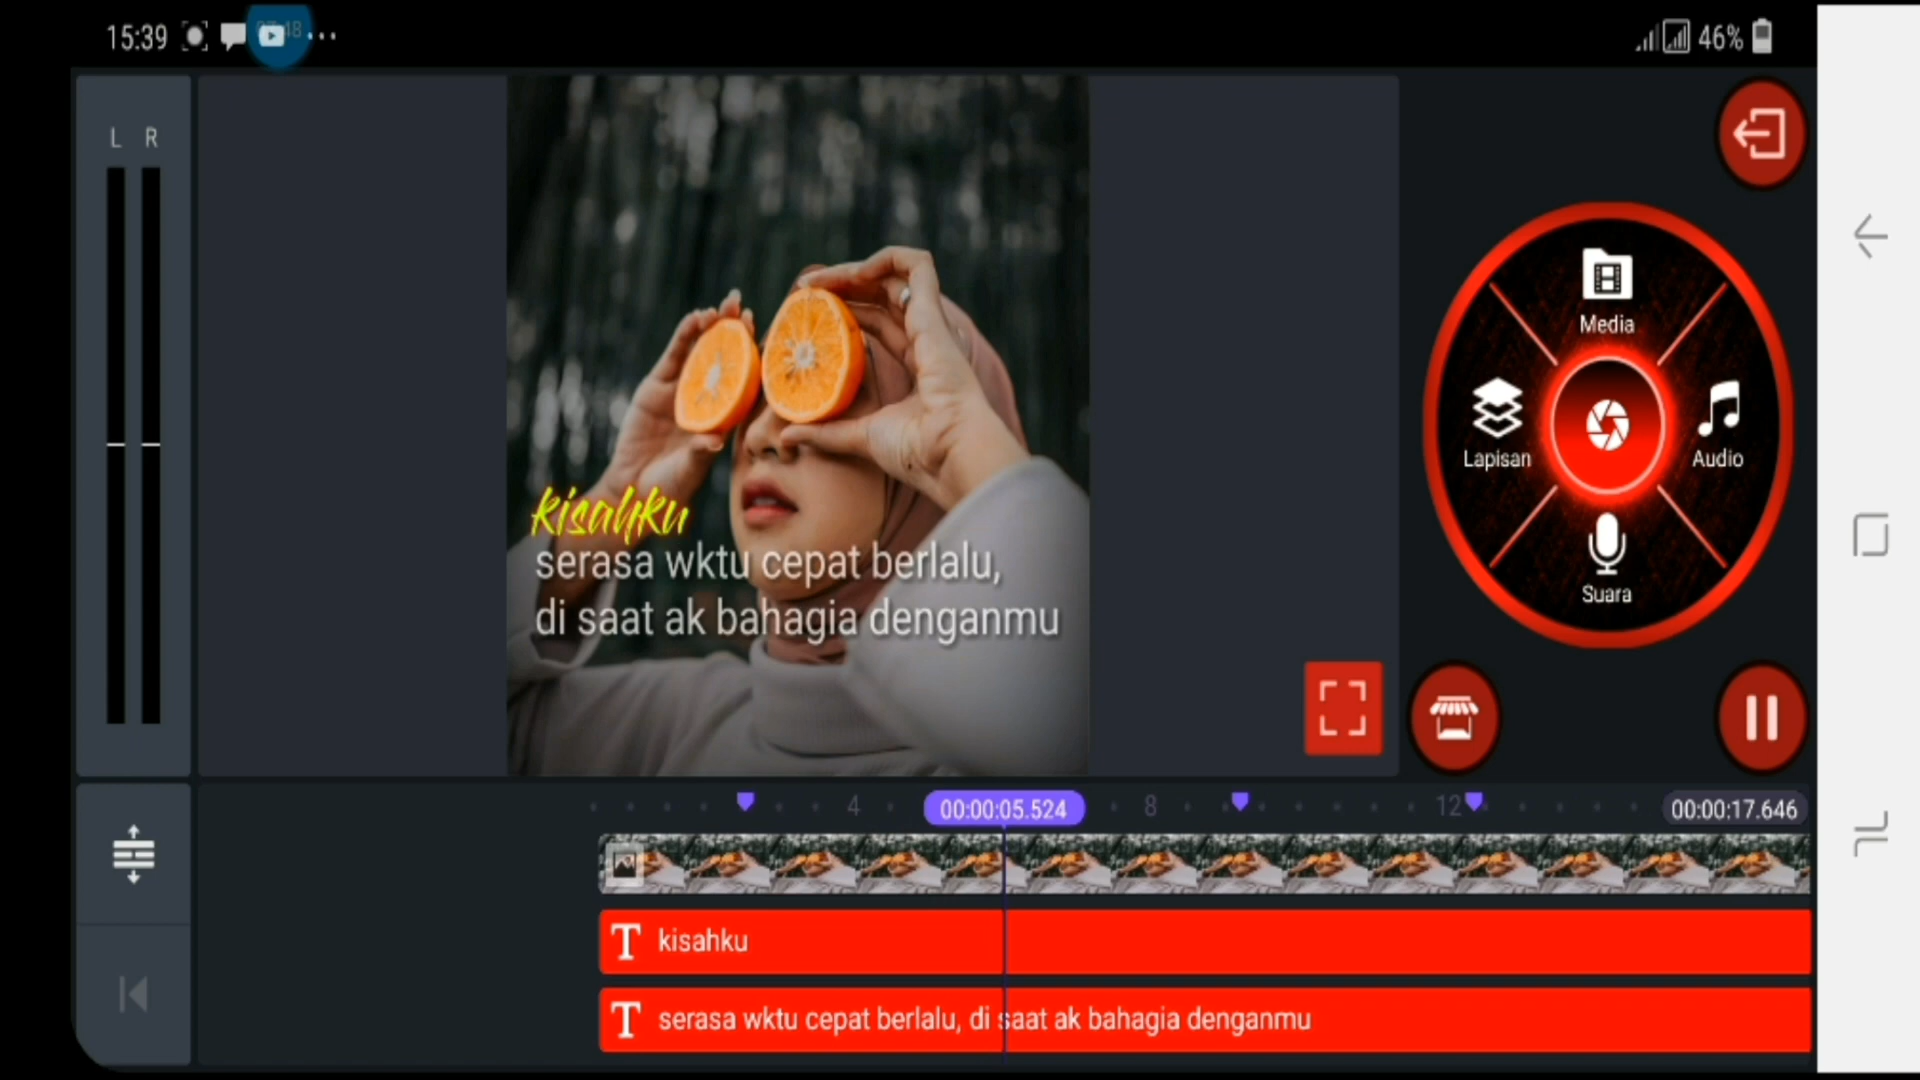 15:39
46%
L R
Media
Lapisan
Audio
Suara
kisahku
serasa wktu cepat berlalu,
di saat ak bahagia denganmu
4
00:00:05.524
8
12
00:00:17.646
T kisahku
T serasa wktu cepat berlalu, di saat ak bahagia denganmu